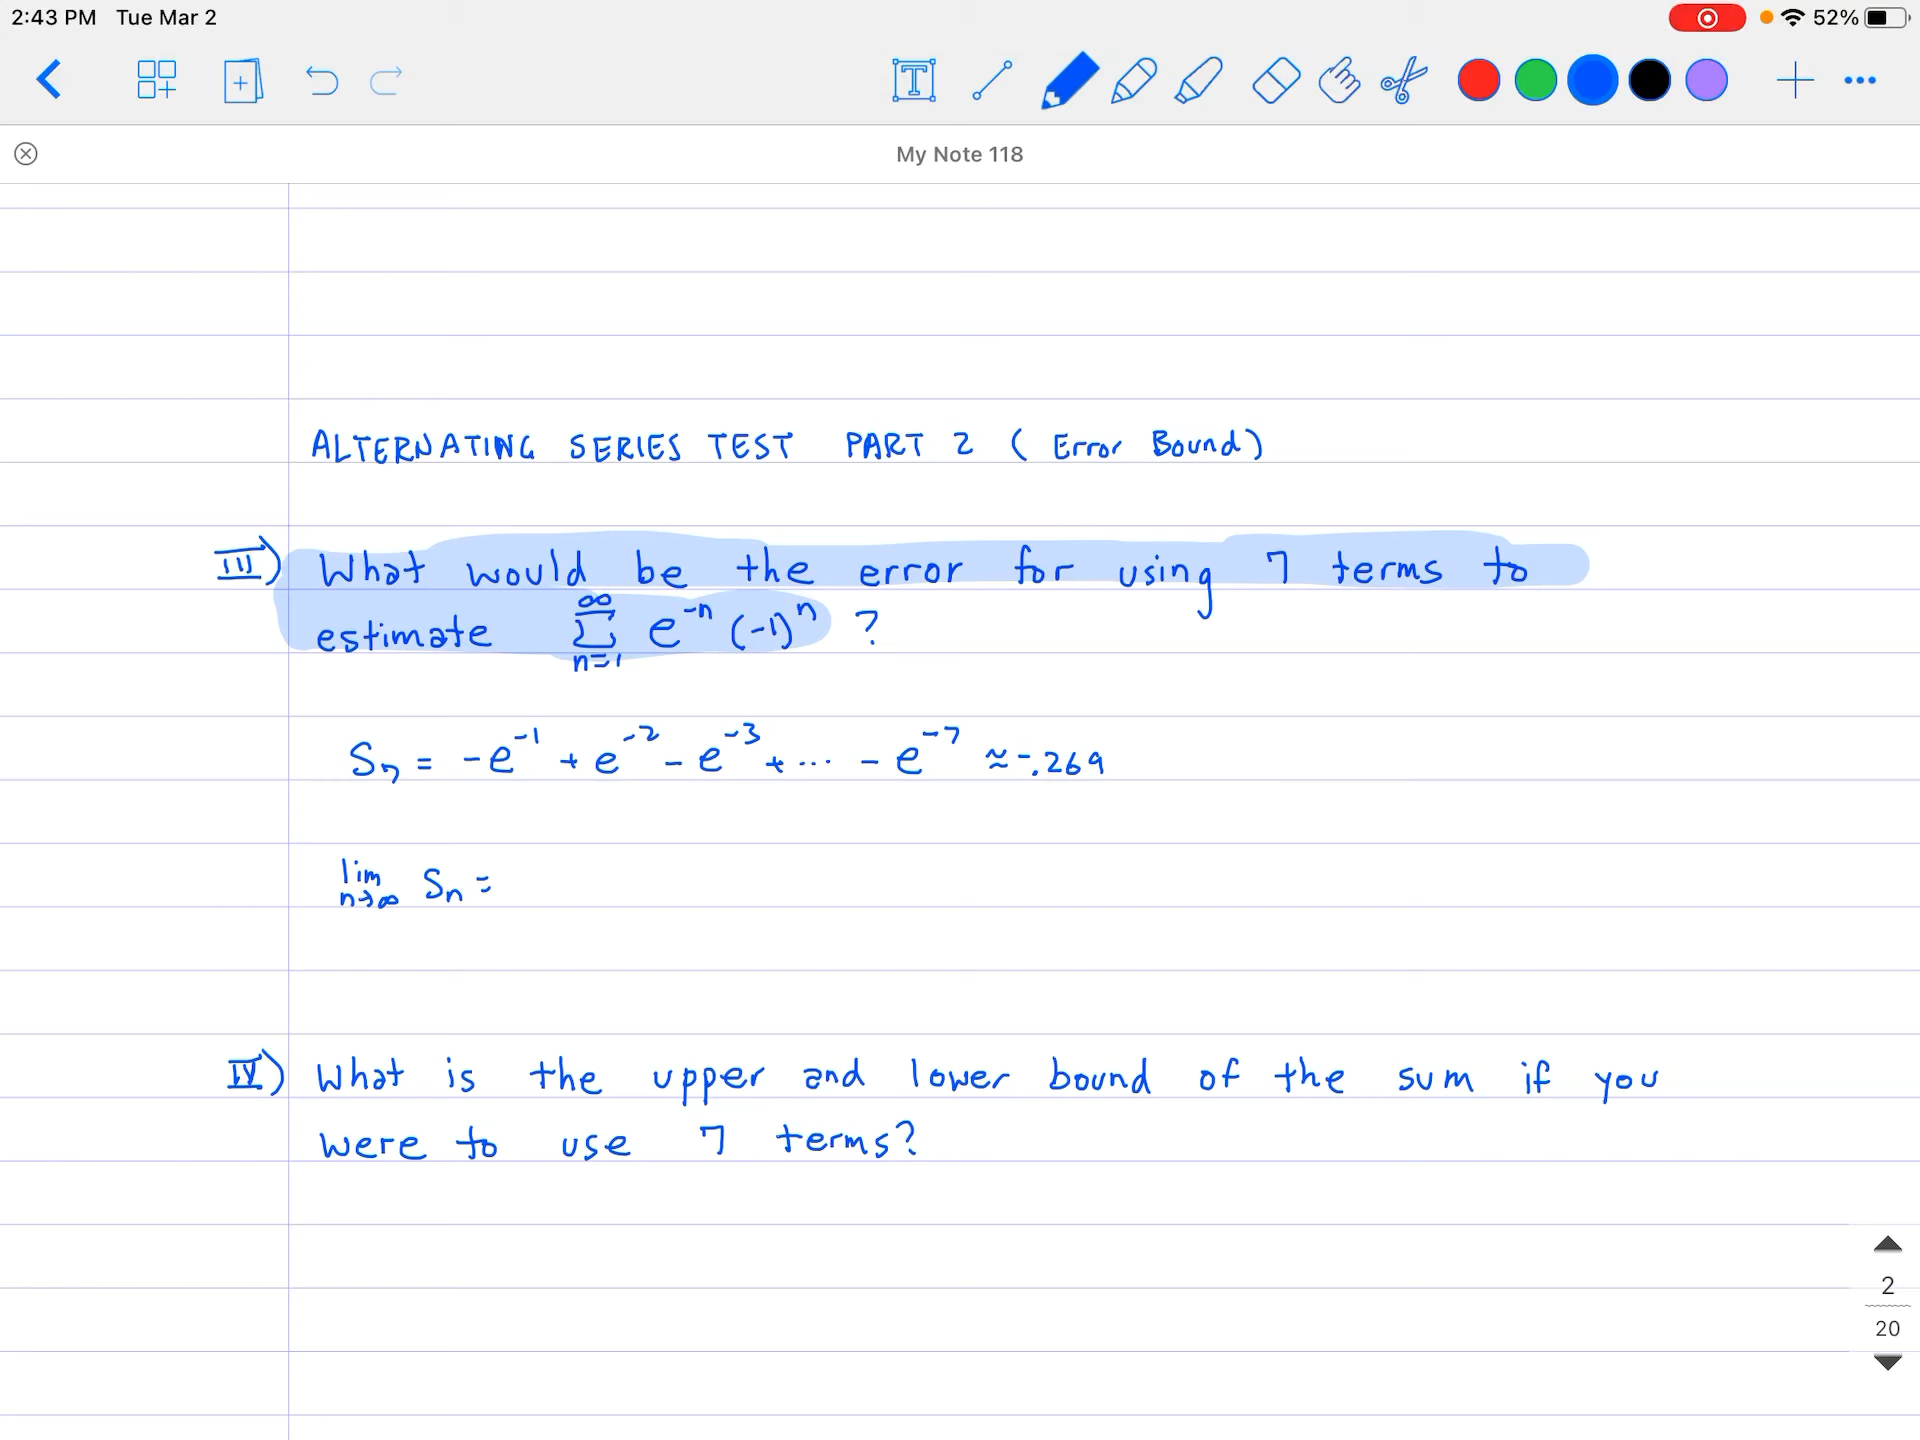 2:43 PM Tue Mar 2
52%
My Note 118
ALTERNATING SERIES TEST PART 2 (Error Bound)
III) What would be the error for using 7 terms to
estimate ∑_{n=1}^{∞} e^{-n} (-1)^n ?
S_7 = -e^{-1} + e^{-2} - e^{-3} + ... - e^{-7} ≈ -.269
lim_{n→∞} S_n =
IV) What is the upper and lower bound of the sum if you
were to use 7 terms?
2
20